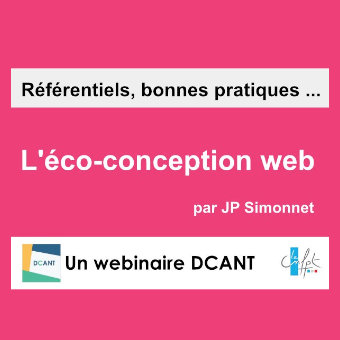 Référentiels, bonnes pratiques ...
L'éco-conception web
par JP Simonnet
DCANT
Un webinaire DCANT